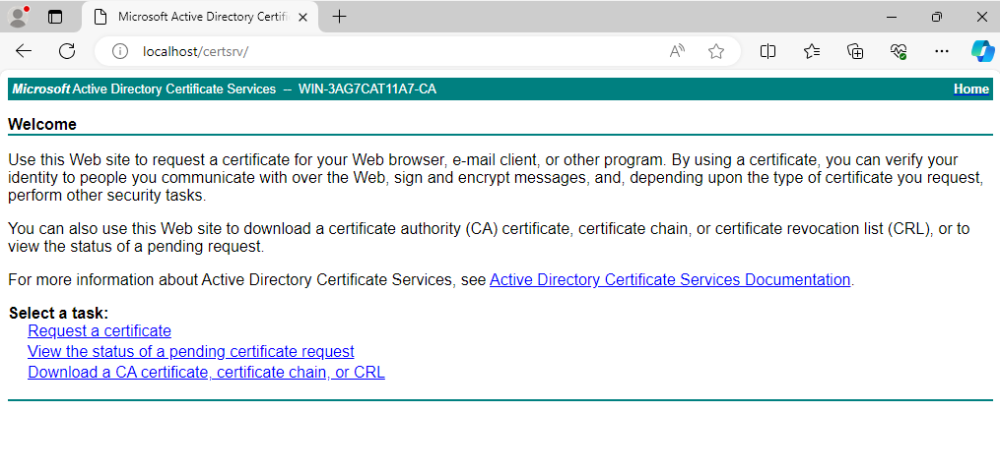 Microsoft Active Directory Certifi
localhost/certsrv/
Microsoft Active Directory Certificate Services -- WIN-3AG7CAT11A7-CA Home
Welcome
Use this Web site to request a certificate for your Web browser, e-mail client, or other program. By using a certificate, you can verify your
identity to people you communicate with over the Web, sign and encrypt messages, and, depending upon the type of certificate you request,
perform other security tasks.
You can also use this Web site to download a certificate authority (CA) certificate, certificate chain, or certificate revocation list (CRL), or to
view the status of a pending request.
For more information about Active Directory Certificate Services, see Active Directory Certificate Services Documentation.
Select a task:
Request a certificate
View the status of a pending certificate request
Download a CA certificate, certificate chain, or CRL